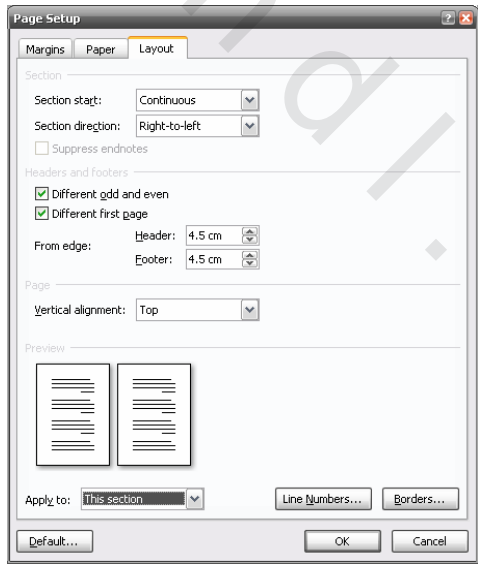 Page Setup
Margins Paper Layout
Section
Section start: Continuous
Section direction: Right-to-left
Suppress endnotes
Headers and footers
Different odd and even
Different first page
From edge:
Header: 4.5 cm
Footer: 4.5 cm
Page
Vertical alignment: Top
Preview
Apply to: This section Line Numbers... Borders...
Default... OK Cancel